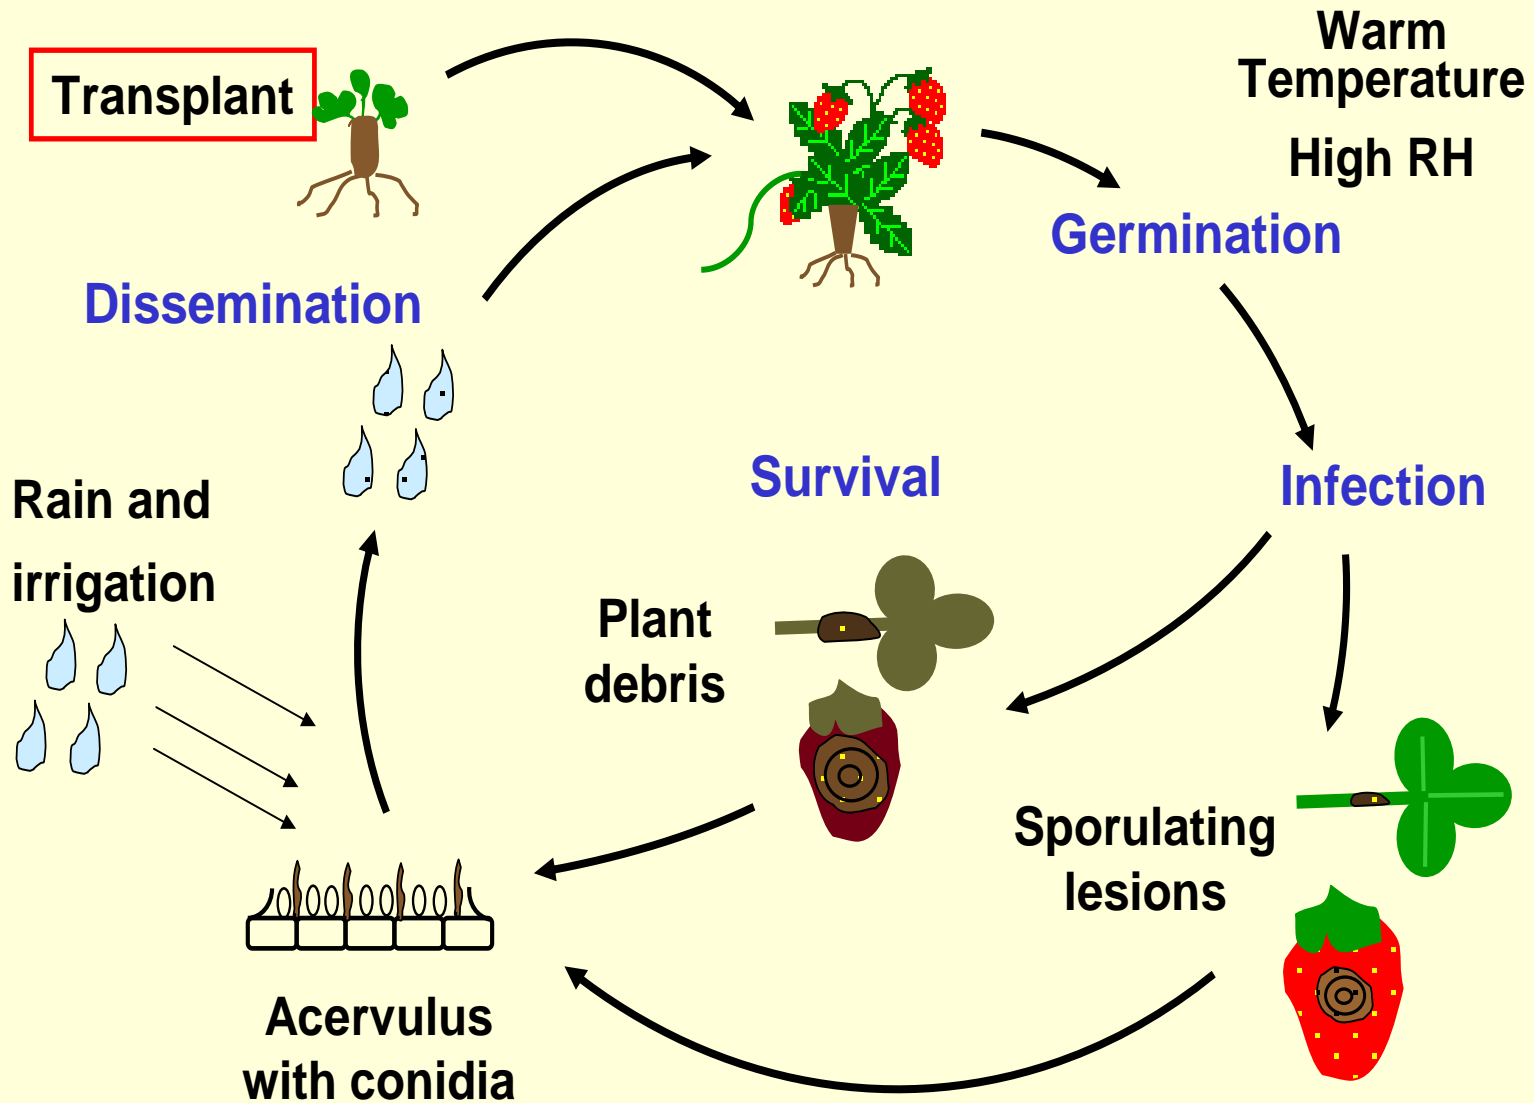 Transplant
Warm
Temperature
High RH
Germination
Dissemination
Survival
Infection
Rain and
irrigation
Plant
debris
Sporulating
lesions
Acervulus
with conidia